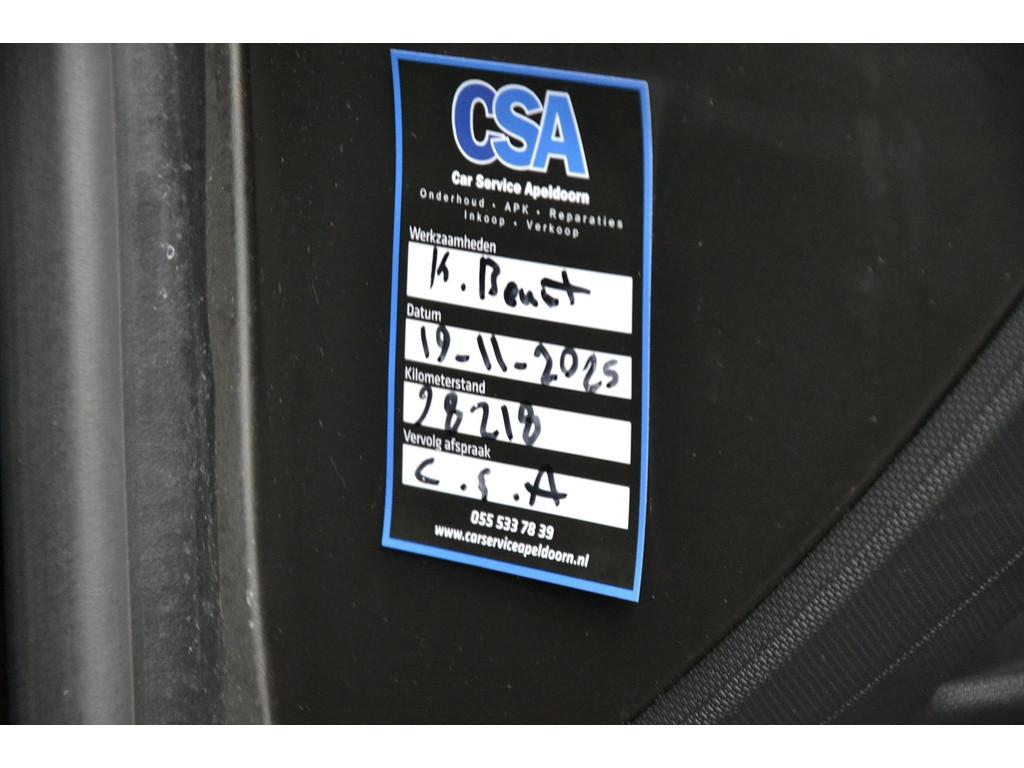 CSA
Car Service Apeldoorn
Onderhoud • APK • Reparaties
Inkoop • Verkoop
Werkzaamheden
K. Beurt
Datum
19-11-2025
Kilometerstand
98218
Vervolg afspraak
C.S.A
055 533 78 39
www.carserviceapeldoorn.nl